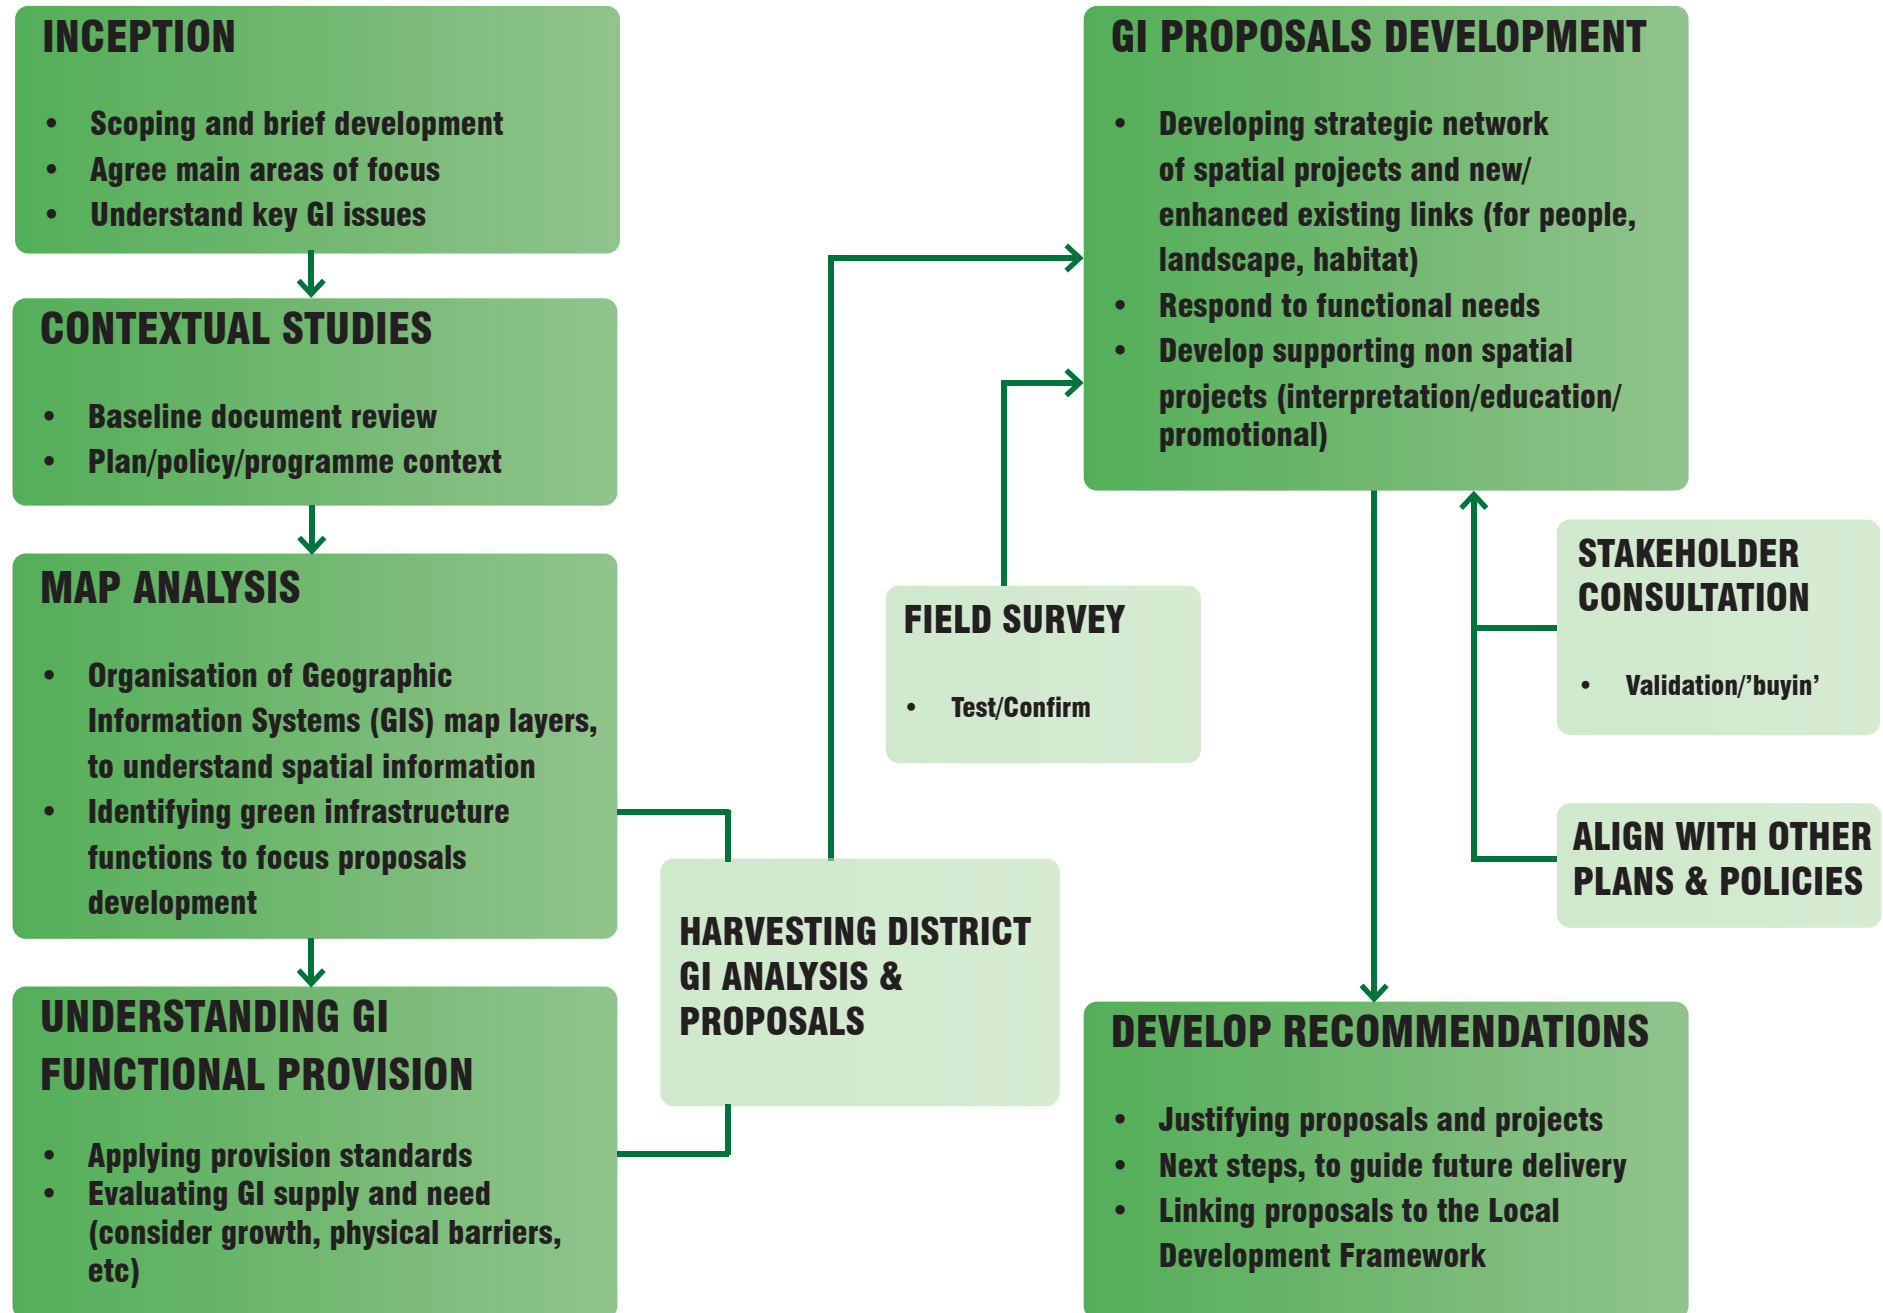 INCEPTION
• Scoping and brief development
• Agree main areas of focus
• Understand key GI issues
CONTEXTUAL STUDIES
• Baseline document review
• Plan/policy/programme context
MAP ANALYSIS
• Organisation of Geographic
Information Systems (GIS) map layers,
to understand spatial information
• Identifying green infrastructure
functions to focus proposals
development
UNDERSTANDING GI
FUNCTIONAL PROVISION
• Applying provision standards
• Evaluating GI supply and need
(consider growth, physical barriers,
etc)
HARVESTING DISTRICT
GI ANALYSIS &
PROPOSALS
FIELD SURVEY
• Test/Confirm
GI PROPOSALS DEVELOPMENT
• Developing strategic network
of spatial projects and new/
enhanced existing links (for people,
landscape, habitat)
• Respond to functional needs
• Develop supporting non spatial
projects (interpretation/education/
promotional)
STAKEHOLDER
CONSULTATION
• Validation/’buyin’
ALIGN WITH OTHER
PLANS & POLICIES
DEVELOP RECOMMENDATIONS
• Justifying proposals and projects
• Next steps, to guide future delivery
• Linking proposals to the Local
Development Framework